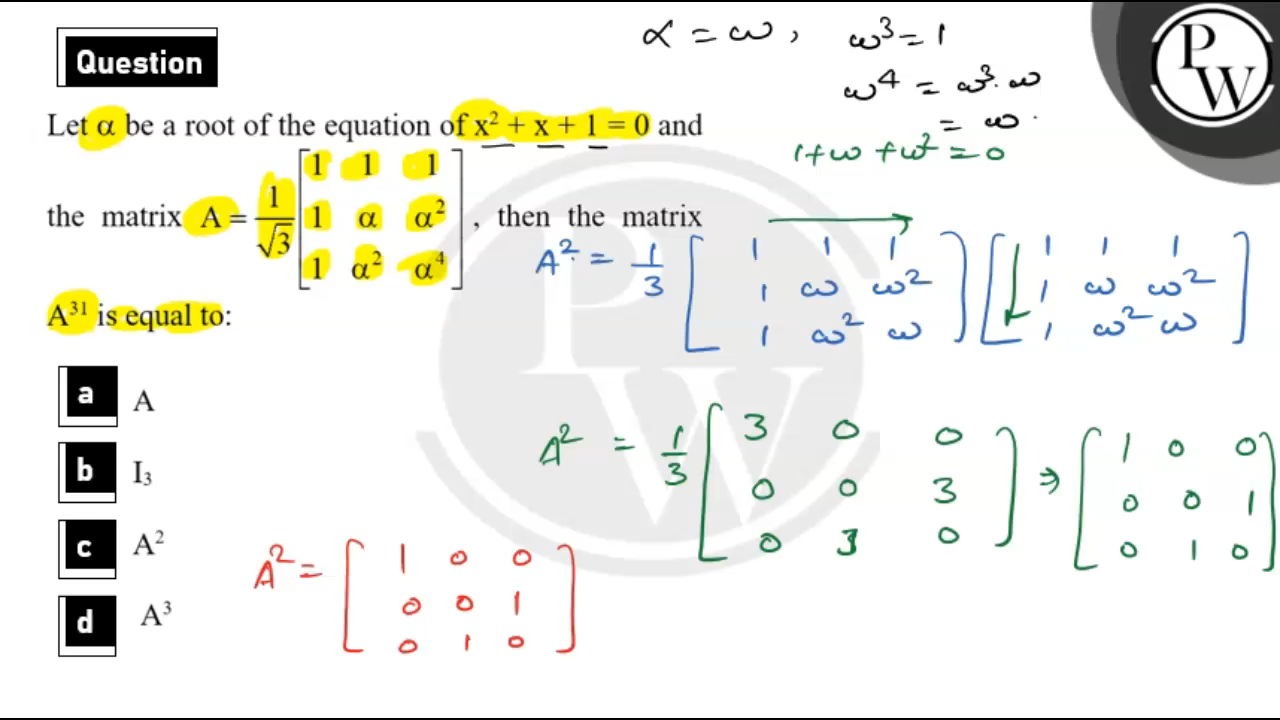 Question
α = ω, ω³ = 1
ω⁴ = ω³. ω
= ω.
1+ω+ω² = 0
Let α be a root of the equation of x² + x + 1 = 0 and
the matrix A = 1/√3 [1 1 1
1 α α²
1 α² α⁴], then the matrix
A³¹ is equal to:
A² = 1/3 [1 1 1
1 ω ω²
1 ω² ω] [1 1 1
1 ω ω²
1 ω² ω]
a A
b I₃
c A²
d A³
A² = 1/3 [3 0 0
0 0 3
0 3 0] ⇒ [1 0 0
0 0 1
0 1 0]
A² = [1 0 0
0 0 1
0 1 0]
PW
PW